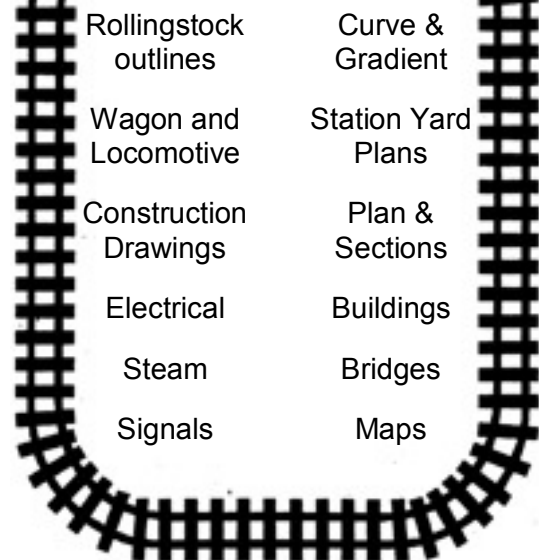 Rollingstock
outlines
Wagon and
Locomotive
Construction
Drawings
Electrical
Steam
Signals
Curve &
Gradient
Station Yard
Plans
Plan &
Sections
Buildings
Bridges
Maps